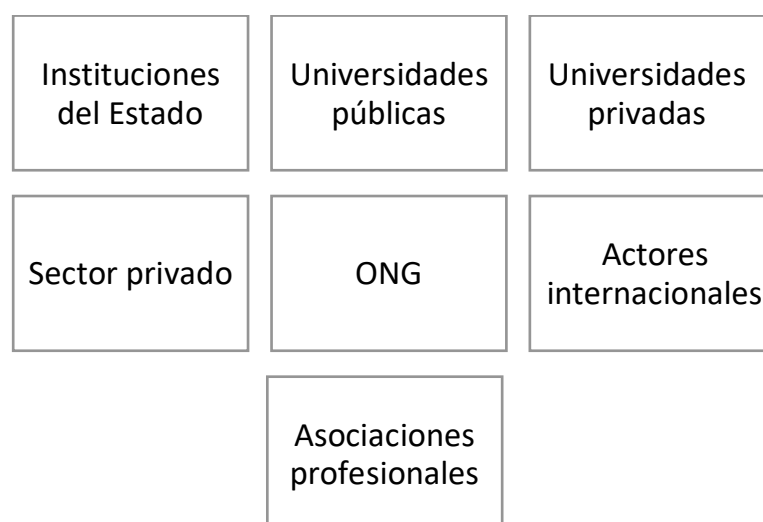 Instituciones
del Estado
Universidades
públicas
Universidades
privadas
Sector privado
ONG
Actores
internacionales
Asociaciones
profesionales